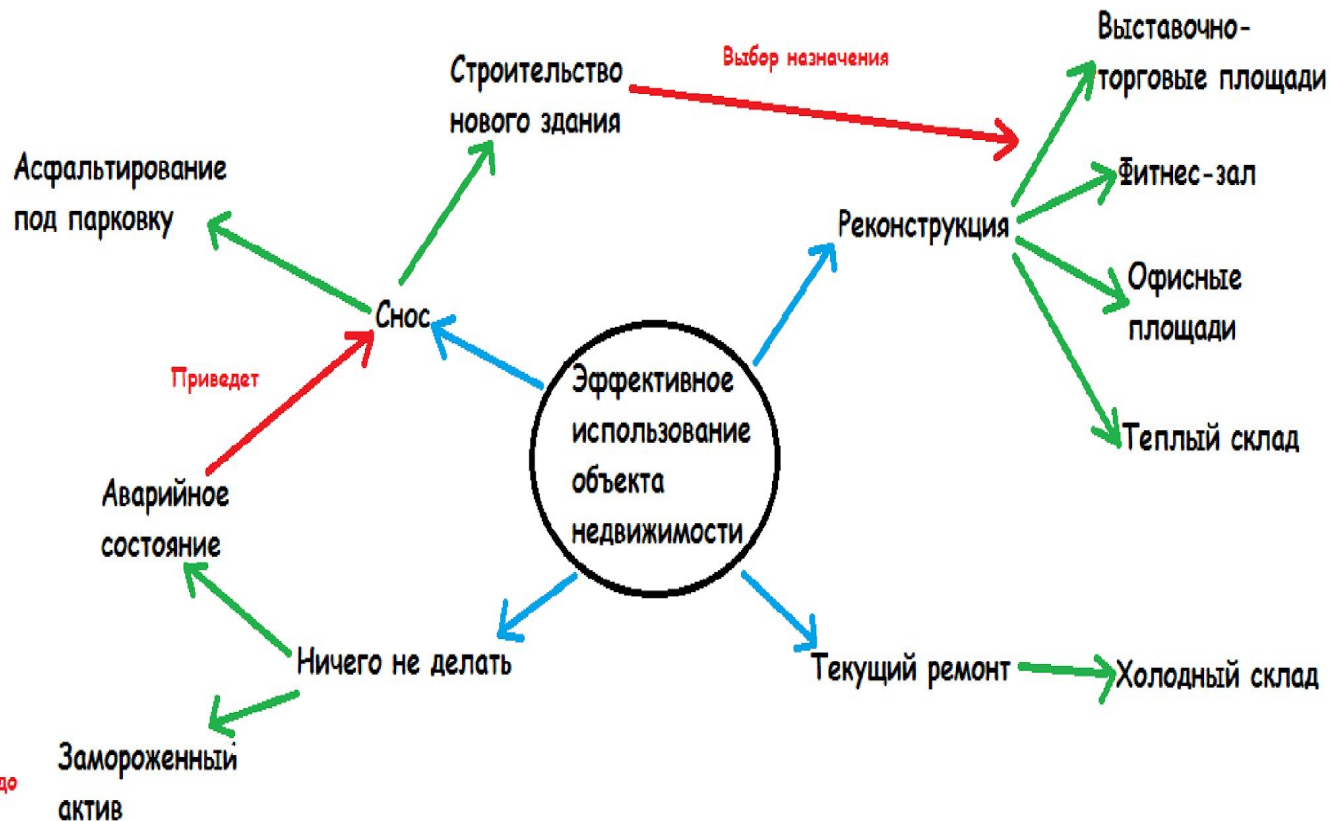 Выставочно-
торговые площади
Выбор назначения
Строительство
нового здания
Асфальтирование
под парковку
Фитнес-зал
Реконструкция
Офисные
площади
Снос
Приведет
Эффективное
использование
объекта
недвижимости
Теплый склад
Аварийное
состояние
Ничего не делать
Текущий ремонт
Холодный склад
Замороженный
актив
до